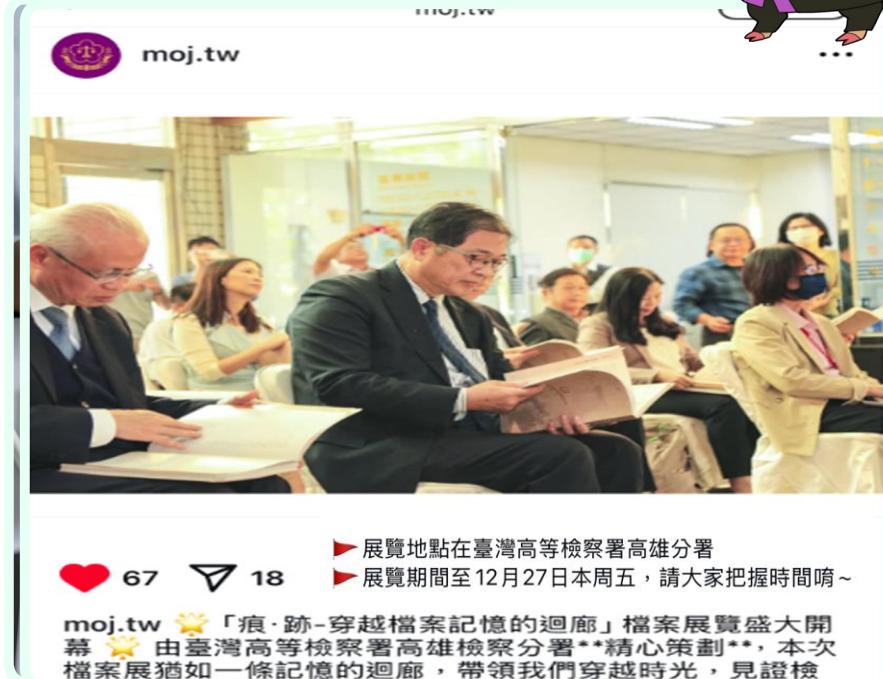 moj.tw
moj.tw
展覽地點在臺灣高等檢察署高雄分署
展覽期間至12月27日本周五，請大家把握時間唷~
67 18
moj.tw 🌟「痕·跡-穿越檔案記憶的迴廊」檔案展覽盛大開
幕 🌟 由臺灣高等檢察署高雄檢察分署**精心策劃**，本次
檔案展猶如一條記憶的迴廊，帶領我們穿越時光，見證檢